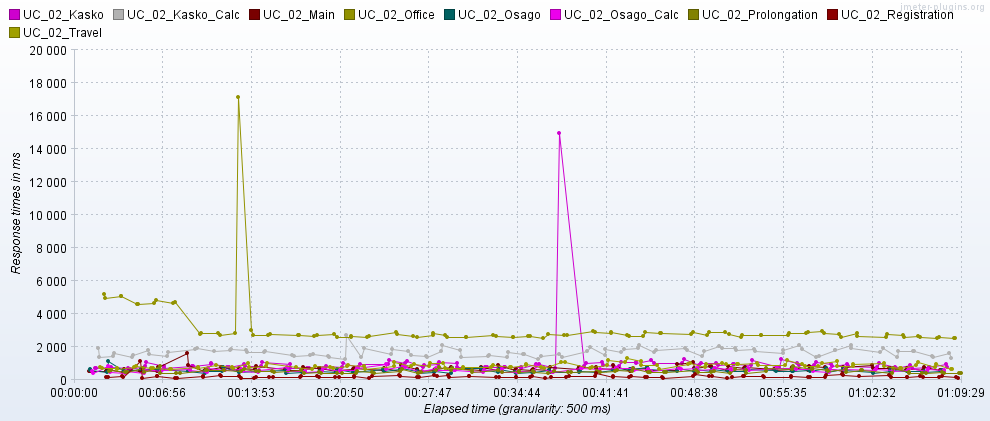 UC_02_Kasko UC_02_Kasko_Calc UC_02_Main UC_02_Office UC_02_Osago UC_02_Osago_Calc UC_02_Prolongation UC_02_Registration
jmeter-plugins.org
UC_02_Travel
20 000
18 000
16 000
14 000
12 000
10 000
8 000
6 000
4 000
2 000
0
Response times in ms
00:00:00 00:06:56 00:13:53 00:20:50 00:27:47 00:34:44 00:41:41 00:48:38 00:55:35 01:02:32 01:09:29
Elapsed time (granularity: 500 ms)